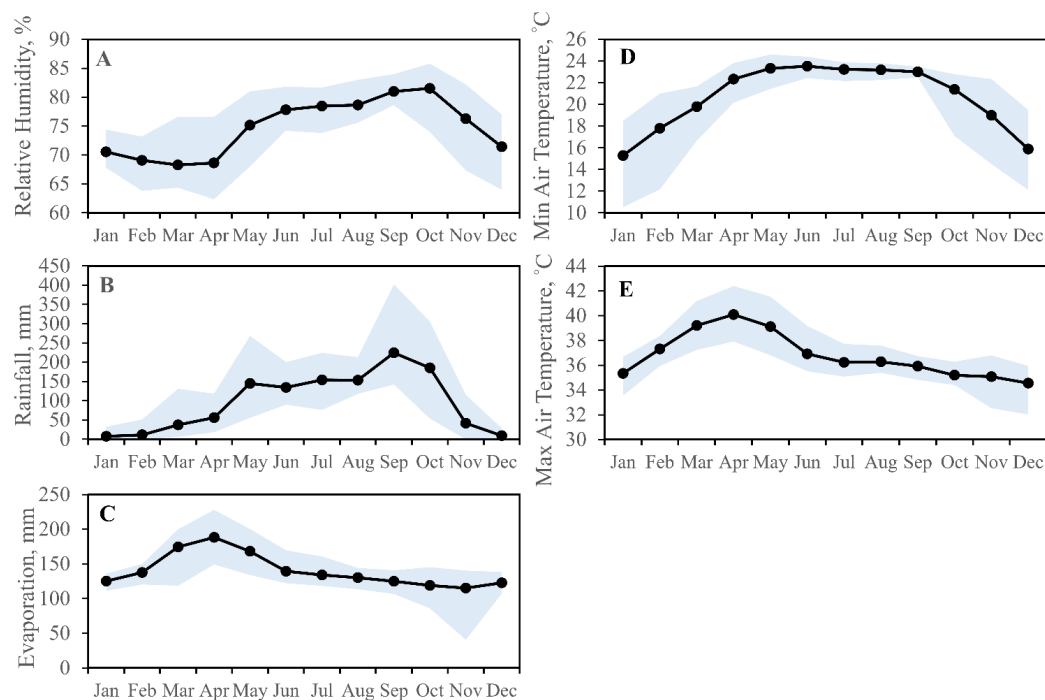 Relative Humidity, %
A
90
85
80
75
70
65
60
Jan Feb Mar Apr May Jun Jul Aug Sep Oct Nov Dec
Rainfall, mm
B
450
400
350
300
250
200
150
100
50
0
Jan Feb Mar Apr May Jun Jul Aug Sep Oct Nov Dec
Evaporation, mm
C
250
200
150
100
50
0
Jan Feb Mar Apr May Jun Jul Aug Sep Oct Nov Dec
Min Air Temperature, °C
D
26
24
22
20
18
16
14
12
10
Jan Feb Mar Apr May Jun Jul Aug Sep Oct Nov Dec
Max Air Temperature, °C
E
44
42
40
38
36
34
32
30
Jan Feb Mar Apr May Jun Jul Aug Sep Oct Nov Dec